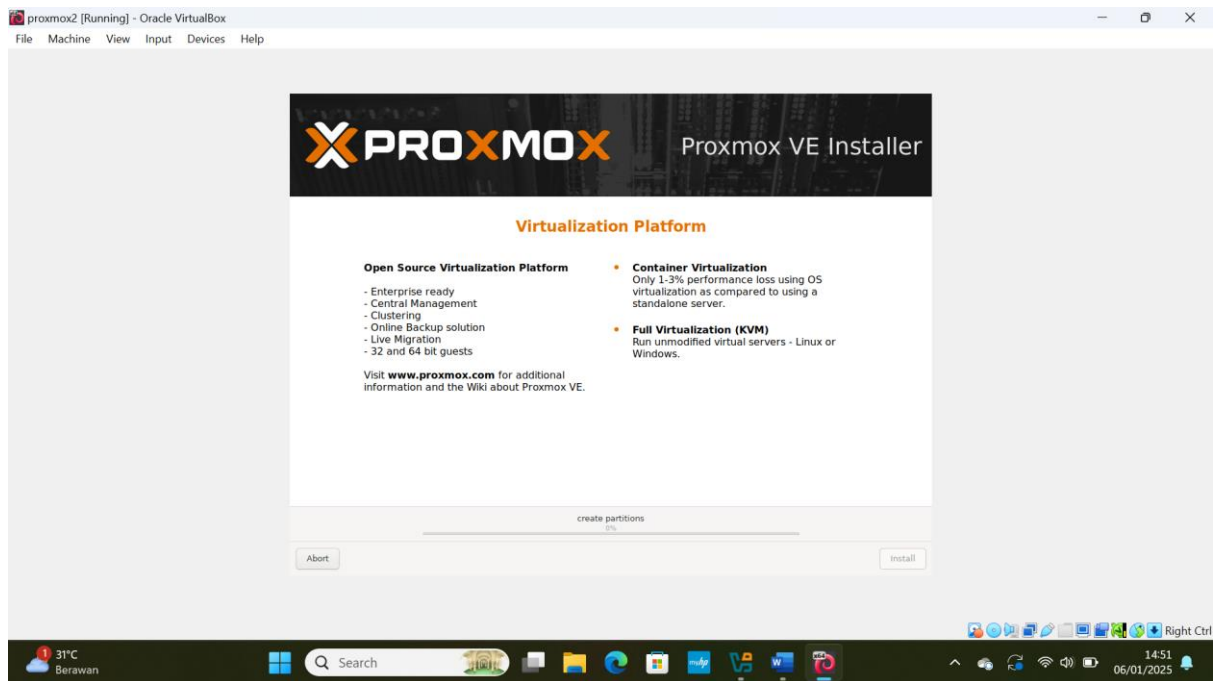 proxmox2 [Running] - Oracle VirtualBox
File Machine View Input Devices Help
PROXMOX
Proxmox VE Installer
Virtualization Platform
Open Source Virtualization Platform
- Enterprise ready
- Central Management
- Clustering
- Online Backup solution
- Live Migration
- 32 and 64 bit guests
Visit www.proxmox.com for additional
information and the Wiki about Proxmox VE.
Container Virtualization
Only 1-3% performance loss using OS
virtualization as compared to using a
standalone server.
Full Virtualization (KVM)
Run unmodified virtual servers - Linux or
Windows.
create partitions
0%
Abort
Install
Right Ctrl
1
31°C
Berawan
Search
14:51
06/01/2025